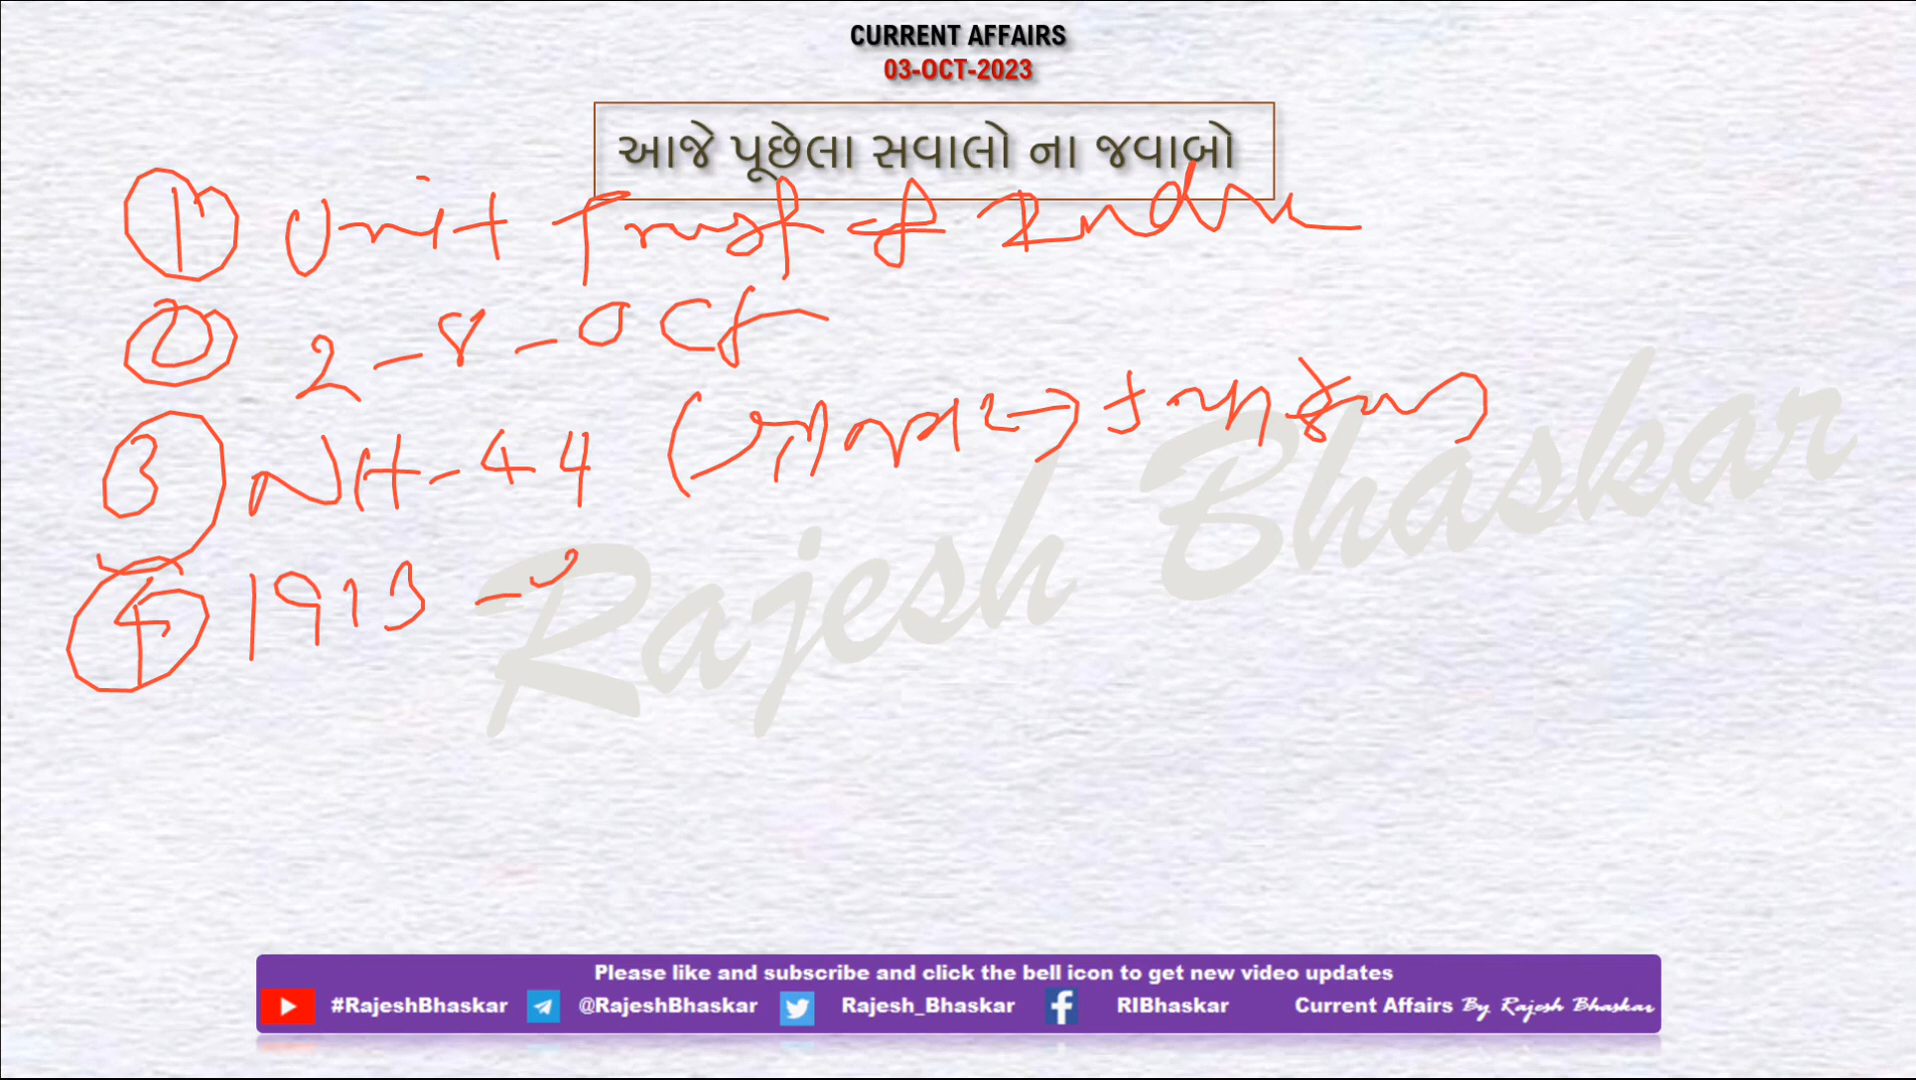 CURRENT AFFAIRS
03-OCT-2023
આજે પૂછેલા સવાલો ના જવાબો
① Unit Trust of India
② 2-8-Oct
③ NH-44
④ 1913
Rajesh Bhaskar
Please like and subscribe and click the bell icon to get new video updates
#RajeshBhaskar @RajeshBhaskar Rajesh_Bhaskar RIBhaskar Current Affairs By Rajesh Bhaskar